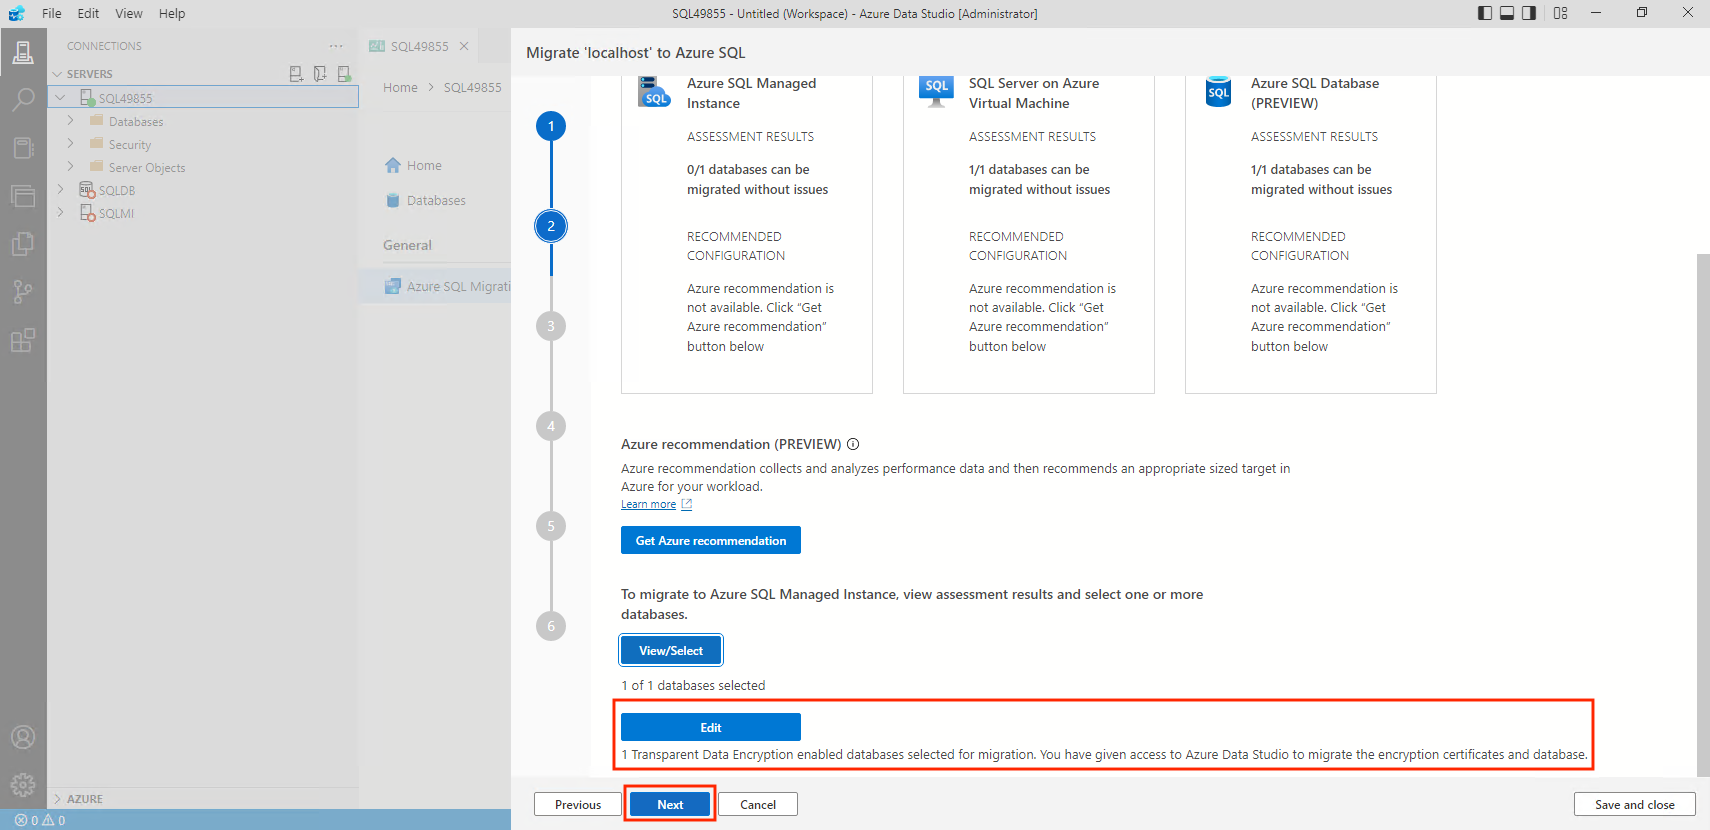 File Edit View Help
SQL49855 - Untitled (Workspace) - Azure Data Studio [Administrator]
CONNECTIONS
SERVERS
SQL49855
Databases
Security
Server Objects
SQLDB
SQLMI
AZURE
0 0
SQL49855
Home > SQL49855
Home
Databases
General
Azure SQL Migrati
Migrate 'localhost' to Azure SQL
1
2
3
4
5
6
SQL
Azure SQL Managed
Instance
ASSESSMENT RESULTS
0/1 databases can be
migrated without issues
RECOMMENDED
CONFIGURATION
Azure recommendation is
not available. Click “Get
Azure recommendation”
button below
SQL
SQL Server on Azure
Virtual Machine
ASSESSMENT RESULTS
1/1 databases can be
migrated without issues
RECOMMENDED
CONFIGURATION
Azure recommendation is
not available. Click “Get
Azure recommendation”
button below
SQL
Azure SQL Database
(PREVIEW)
ASSESSMENT RESULTS
1/1 databases can be
migrated without issues
RECOMMENDED
CONFIGURATION
Azure recommendation is
not available. Click “Get
Azure recommendation”
button below
Azure recommendation (PREVIEW)
Azure recommendation collects and analyzes performance data and then recommends an appropriate sized target in
Azure for your workload.
Learn more
Get Azure recommendation
To migrate to Azure SQL Managed Instance, view assessment results and select one or more
databases.
View/Select
1 of 1 databases selected
Edit
1 Transparent Data Encryption enabled databases selected for migration. You have given access to Azure Data Studio to migrate the encryption certificates and database.
Previous Next Cancel Save and close